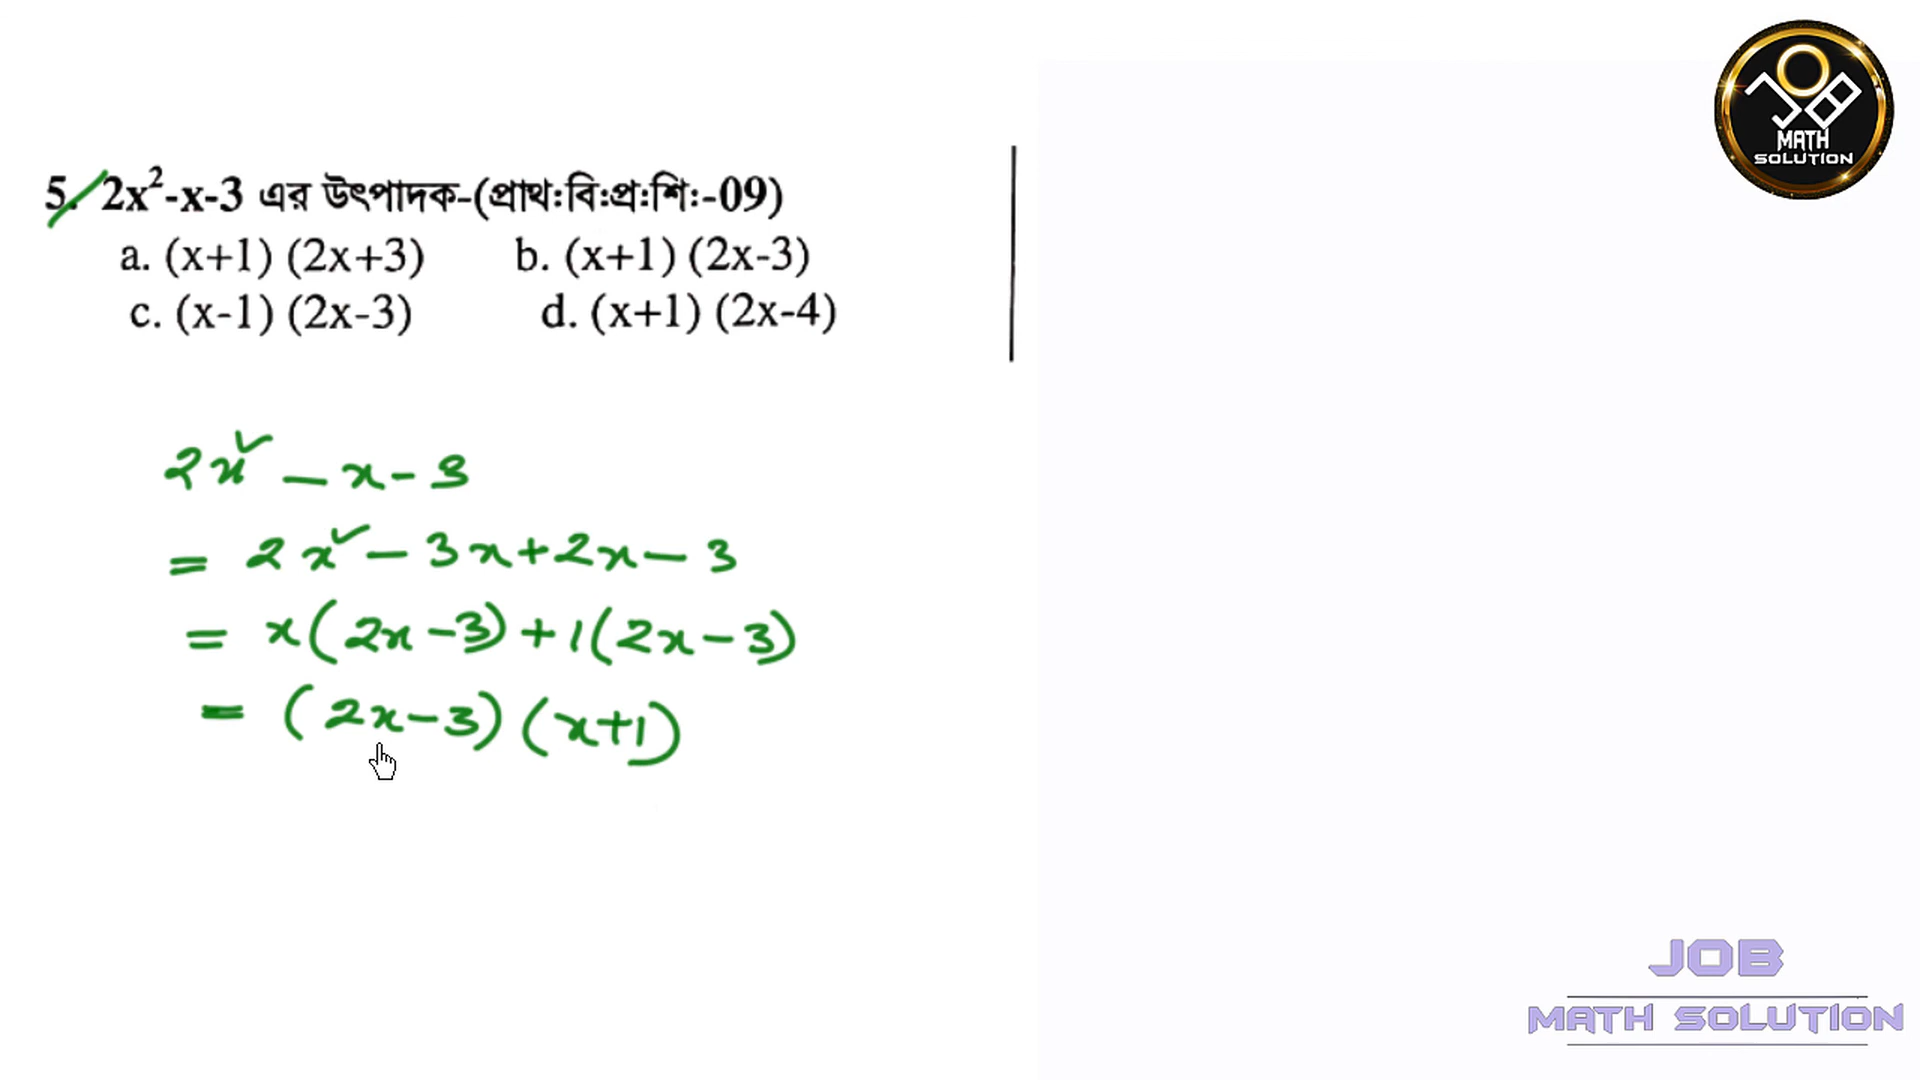 5. 2x²-x-3 এর উৎপাদক-(প্রাথঃবিঃপ্রঃশিঃ-09)
a. (x+1) (2x+3) b. (x+1) (2x-3)
c. (x-1) (2x-3) d. (x+1) (2x-4)
2x² - x - 3
= 2x² - 3x + 2x - 3
= x(2x-3) + 1(2x-3)
= (2x-3) (x+1)
JOB
MATH
SOLUTION
JOB
MATH SOLUTION